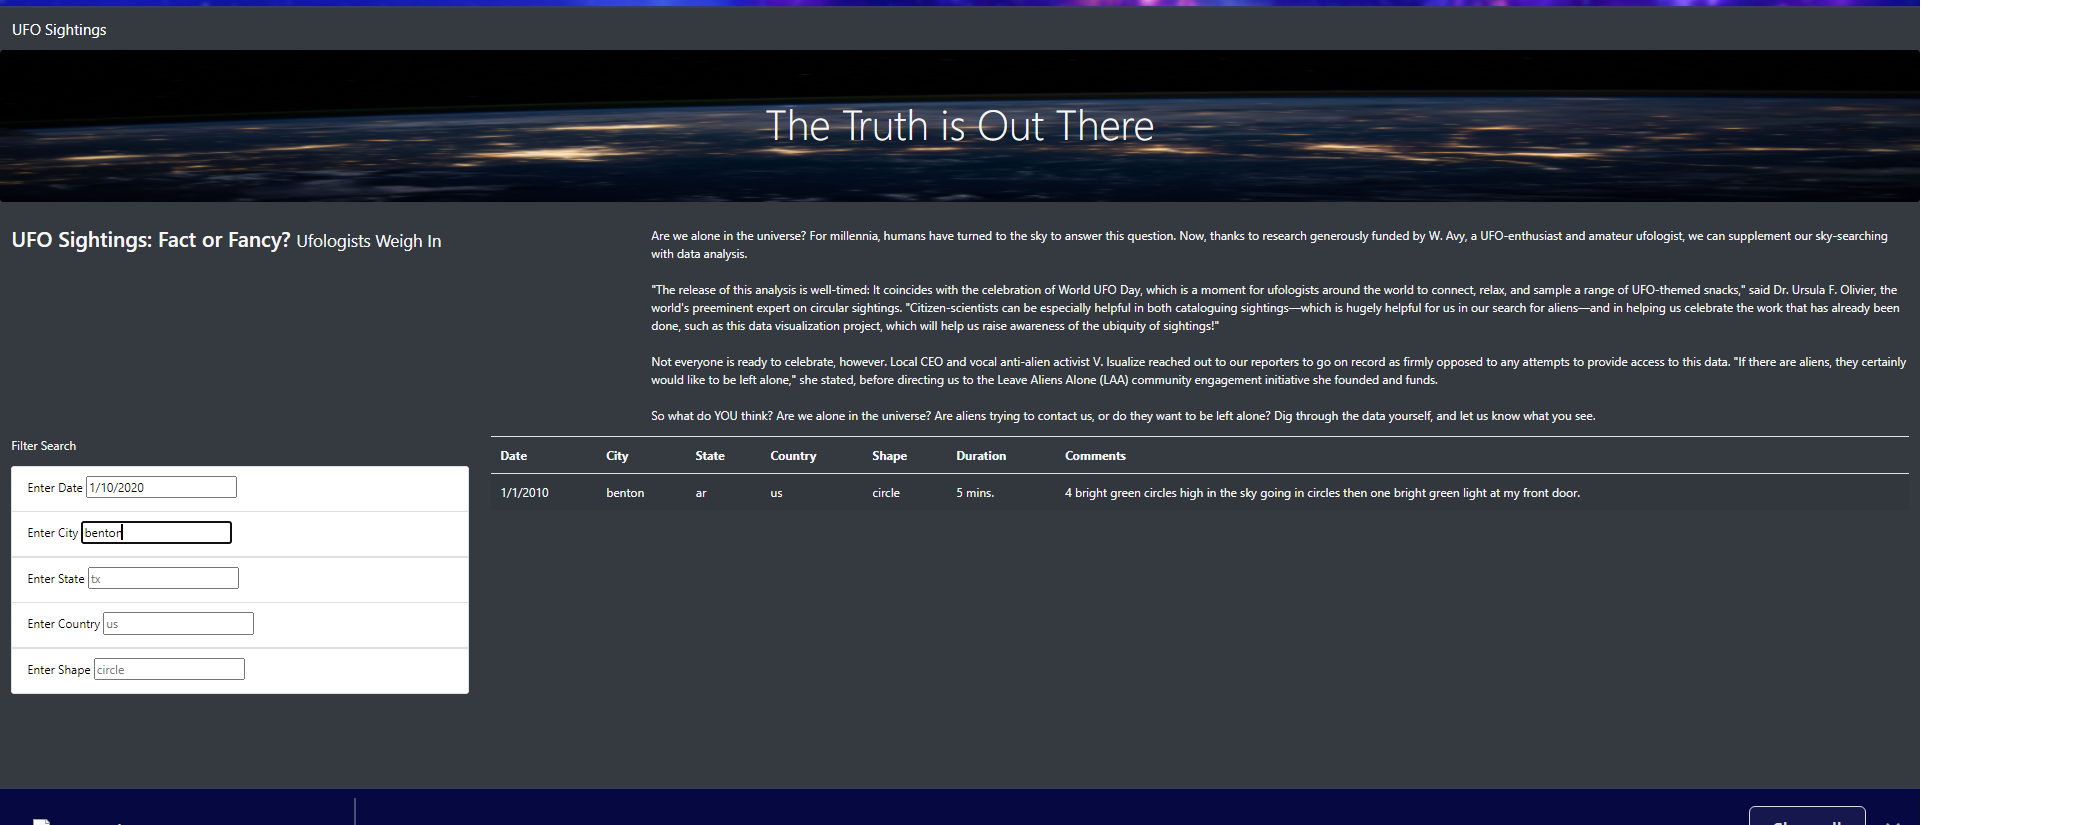 UFO Sightings
The Truth is Out There
UFO Sightings: Fact or Fancy? Ufologists Weigh In
Are we alone in the universe? For millennia, humans have turned to the sky to answer this question. Now, thanks to research generously funded by W. Avy, a UFO-enthusiast and amateur ufologist, we can supplement our sky-searching
with data analysis.
"The release of this analysis is well-timed: It coincides with the celebration of World UFO Day, which is a moment for ufologists around the world to connect, relax, and sample a range of UFO-themed snacks," said Dr. Ursula F. Olivier, the
world's preeminent expert on circular sightings. "Citizen-scientists can be especially helpful in both cataloguing sightings—which is hugely helpful for us in our search for aliens—and in helping us celebrate the work that has already been
done, such as this data visualization project, which will help us raise awareness of the ubiquity of sightings!"
Not everyone is ready to celebrate, however. Local CEO and vocal anti-alien activist V. Isualize reached out to our reporters to go on record as firmly opposed to any attempts to provide access to this data. "If there are aliens, they certainly
would like to be left alone," she stated, before directing us to the Leave Aliens Alone (LAA) community engagement initiative she founded and funds.
So what do YOU think? Are we alone in the universe? Are aliens trying to contact us, or do they want to be left alone? Dig through the data yourself, and let us know what you see.
Filter Search
Enter Date 1/10/2020
Enter City benton
Enter State tx
Enter Country us
Enter Shape circle
Date City State Country Shape Duration Comments
1/1/2010 benton ar us circle 5 mins. 4 bright green circles high in the sky going in circles then one bright green light at my front door.